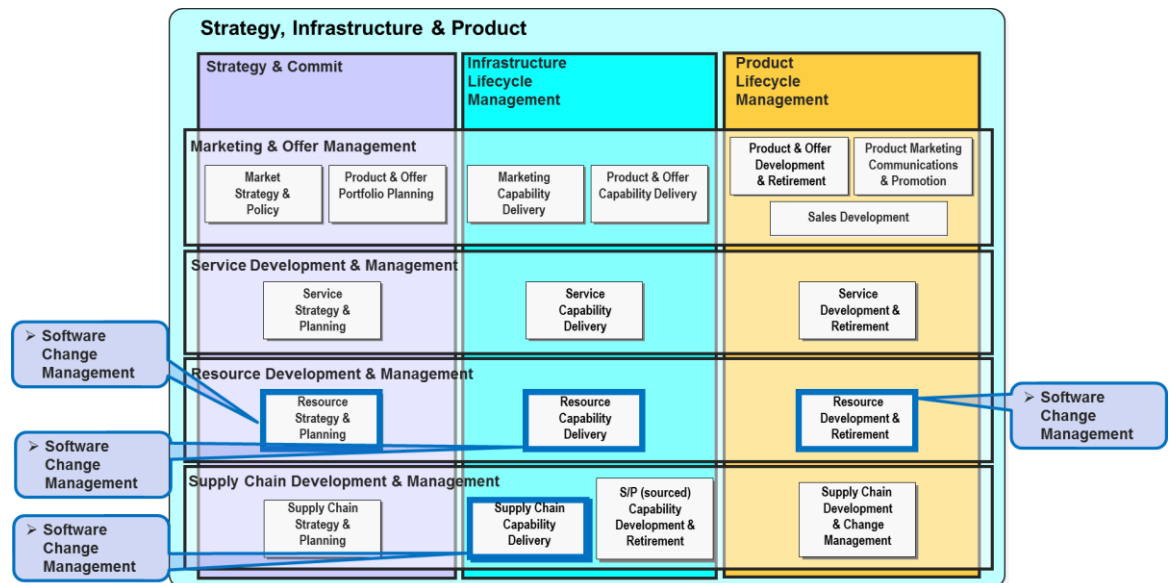 Strategy, Infrastructure & Product
Strategy & Commit
Infrastructure
Lifecycle
Management
Product
Lifecycle
Management
Marketing & Offer Management
Market
Strategy &
Policy
Product & Offer
Portfolio Planning
Marketing
Capability
Delivery
Product & Offer
Capability Delivery
Product & Offer
Development
& Retirement
Product Marketing
Communications
& Promotion
Sales Development
Service Development & Management
Service
Strategy &
Planning
Service
Capability
Delivery
Service
Development &
Retirement
➢ Software
Change
Management
Resource Development & Management
Resource
Strategy &
Planning
Resource
Capability
Delivery
Resource
Development &
Retirement
➢ Software
Change
Management
➢ Software
Change
Management
Supply Chain Development & Management
Supply Chain
Strategy &
Planning
Supply Chain
Capability
Delivery
S/P (sourced)
Capability
Development &
Retirement
Supply Chain
Development
& Change
Management
➢ Software
Change
Management